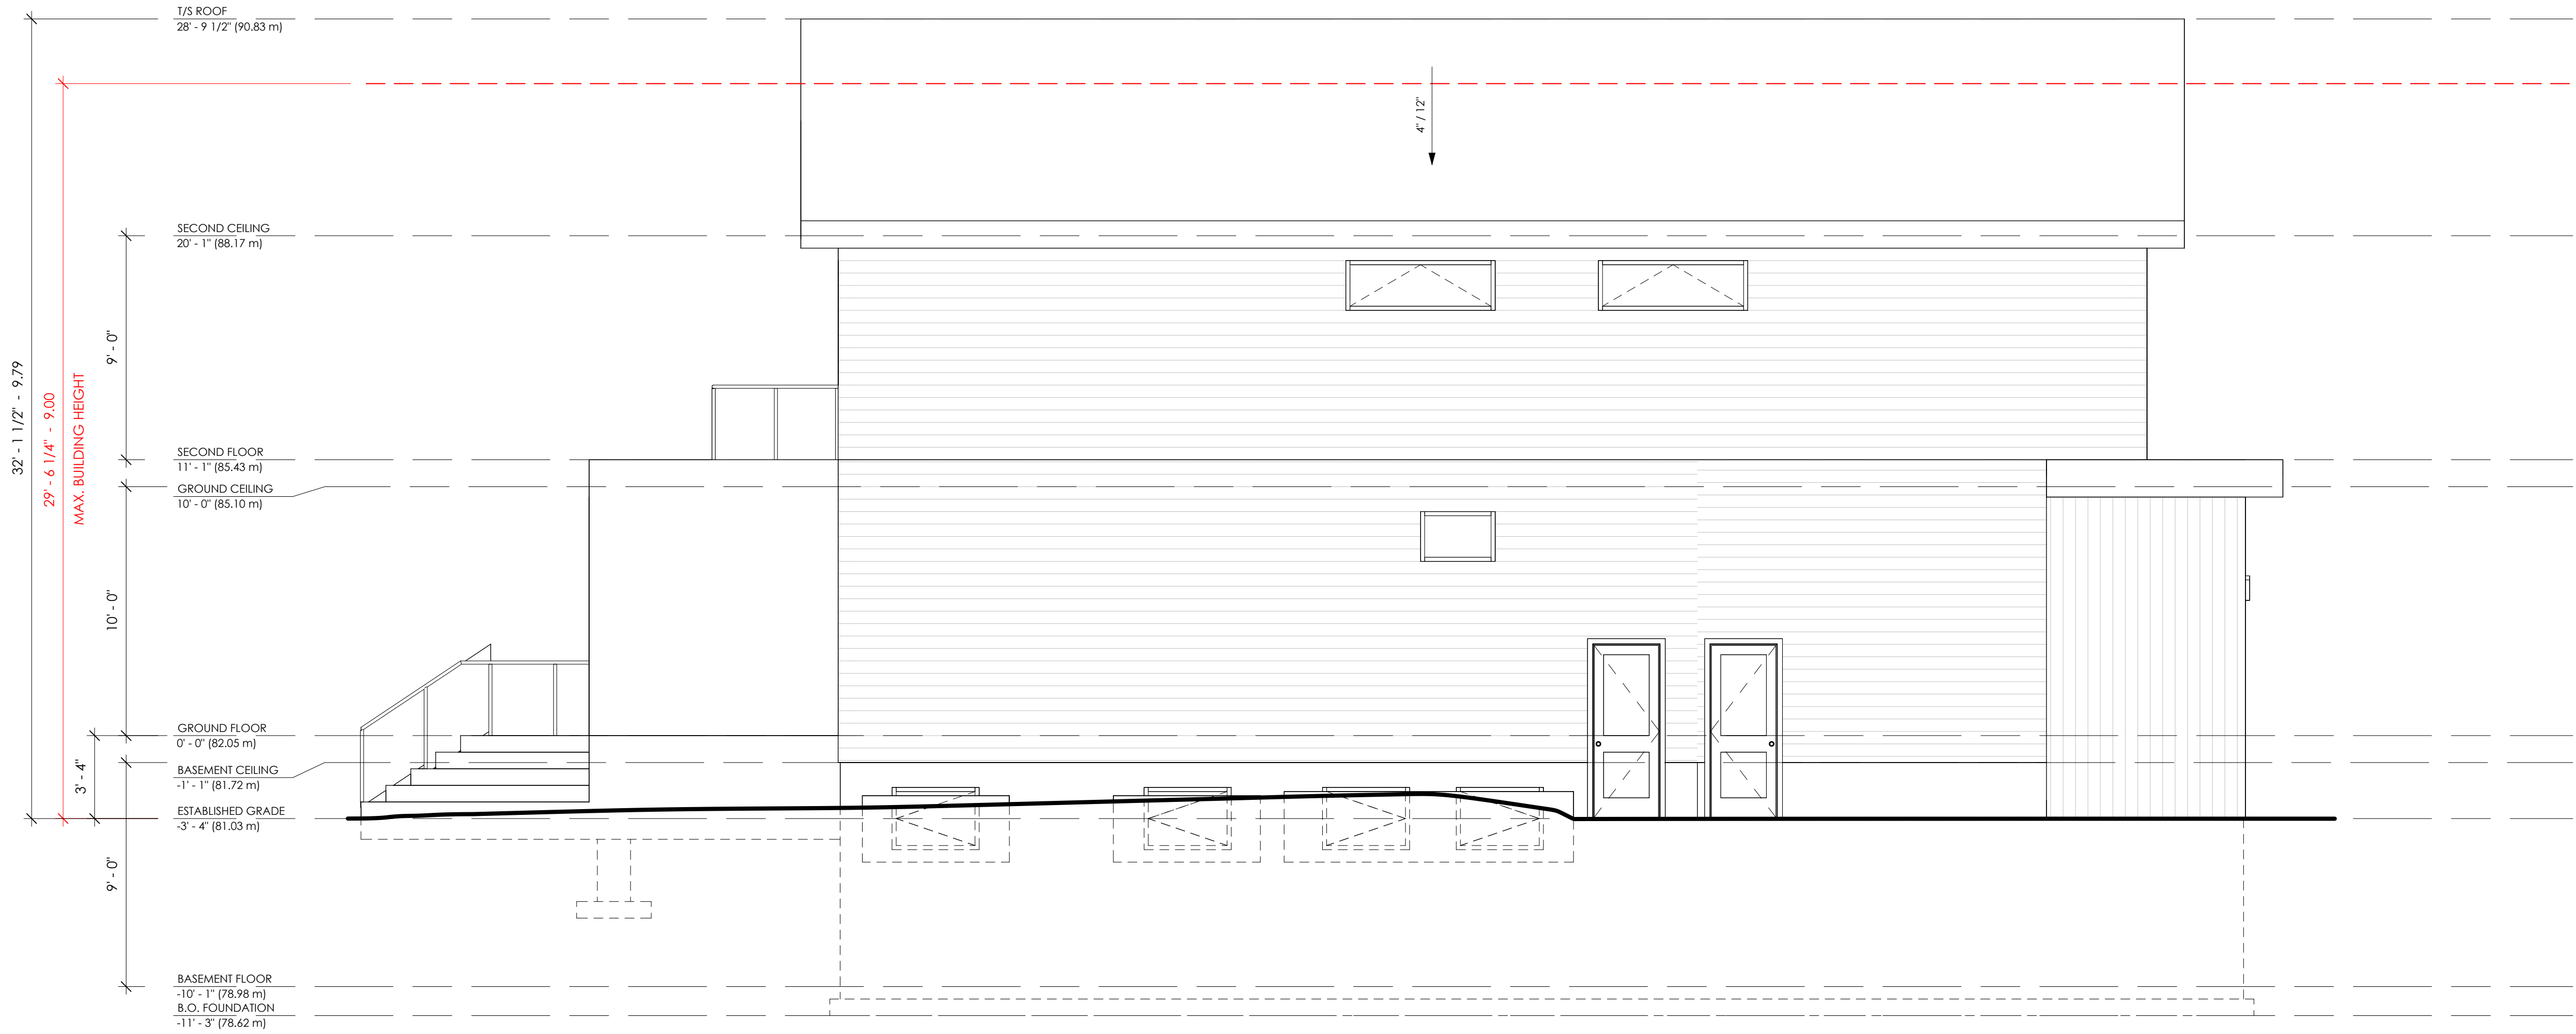 T/S ROOF
28' - 9 1/2" (90.83 m)
4" / 12"
SECOND CEILING
20' - 1" (88.17 m)
9' - 0"
32' - 1 1/2" - 9.79
29' - 6 1/4" - 9.00
MAX. BUILDING HEIGHT
SECOND FLOOR
11' - 1" (85.43 m)
GROUND CEILING
10' - 0" (85.10 m)
10' - 0"
GROUND FLOOR
0' - 0" (82.05 m)
3' - 4"
BASEMENT CEILING
-1' - 1" (81.72 m)
ESTABLISHED GRADE
-3' - 4" (81.03 m)
9' - 0"
BASEMENT FLOOR
-10' - 1" (78.98 m)
B.O. FOUNDATION
-11' - 3" (78.62 m)